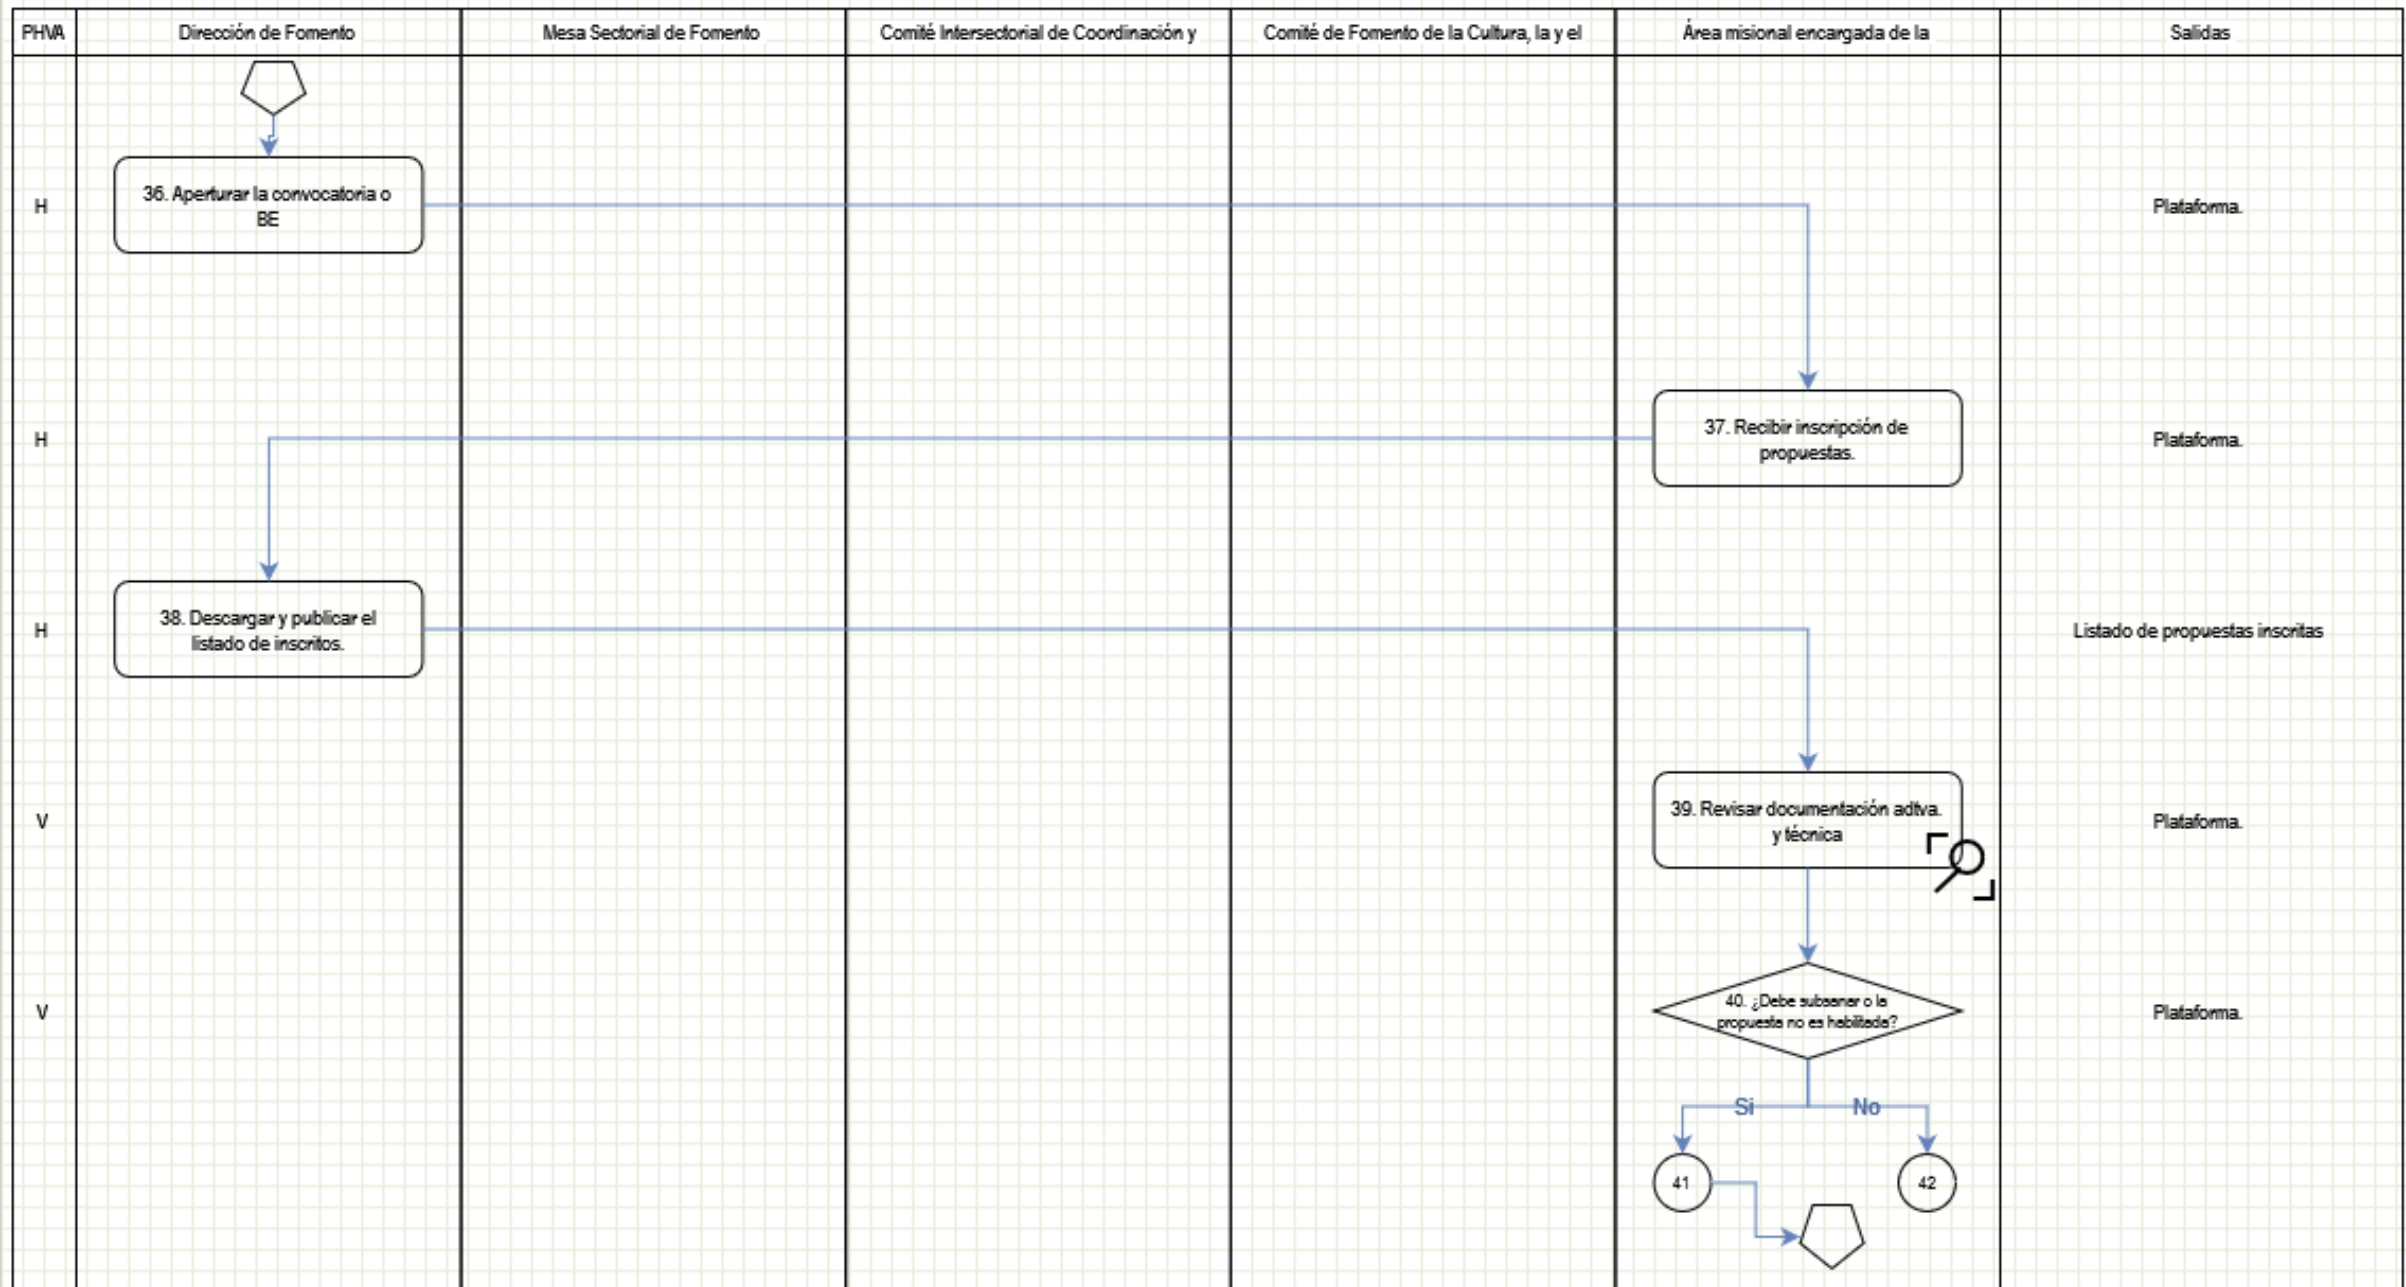 PHVA
Dirección de Fomento
Mesa Sectorial de Fomento
Comité Intersectorial de Coordinación y
Comité de Fomento de la Cultura, la y el
Área misional encargada de la
Salidas
H
36. Aperturar la convocatoria o
BE
Plataforma.
H
37. Recibir inscripción de
propuestas.
Plataforma.
H
38. Descargar y publicar el
listado de inscritos.
Listado de propuestas inscritas
V
39. Revisar documentación adtva.
y técnica
Plataforma.
V
40. ¿Debe subsanar o la
propuesta no es habilitada?
Plataforma.
Si
No
41
42